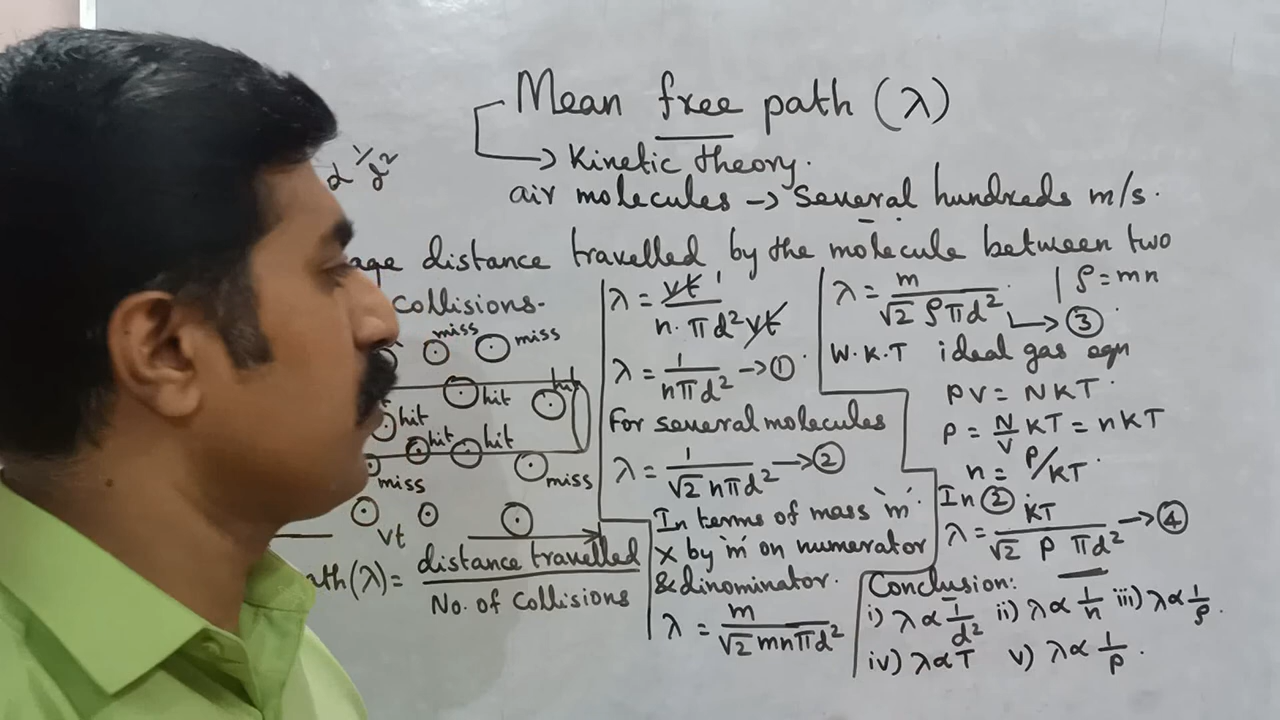 Mean free path (λ)
→ Kinetic theory.
air molecules → Several hundreds m/s.
distance travelled by the molecule between two
collisions.
miss miss
hit hit
hit hit hit
miss miss
vt
(λ) = distance travelled / No. of Collisions
λ = vt / n.πd²vt
λ = 1 / nπd² → ①
For several molecules
λ = 1 / √2 nπd² → ②
In terms of mass 'm'
x by 'm' on numerator
& dinominator.
λ = m / √2 mnπd²
λ = m / √2 ρπd² → ③ | ρ = mn
W.K.T ideal gas eqn
PV = NKT.
P = N/V KT = nKT
n = P/KT
In ②
λ = KT / √2 P πd² → ④
Conclusion:
i) λ ∝ 1/d² ii) λ ∝ 1/n iii) λ ∝ 1/ρ.
iv) λ ∝ T v) λ ∝ 1/P.